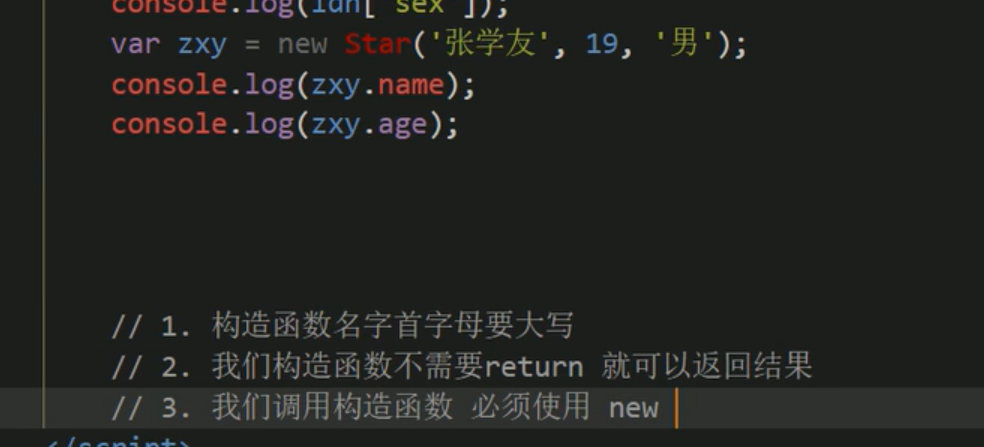 console.log(ldh['sex']);
var zxy = new Star('张学友', 19, '男');
console.log(zxy.name);
console.log(zxy.age);
// 1. 构造函数名字首字母要大写
// 2. 我们构造函数不需要return 就可以返回结果
// 3. 我们调用构造函数 必须使用 new
</script>